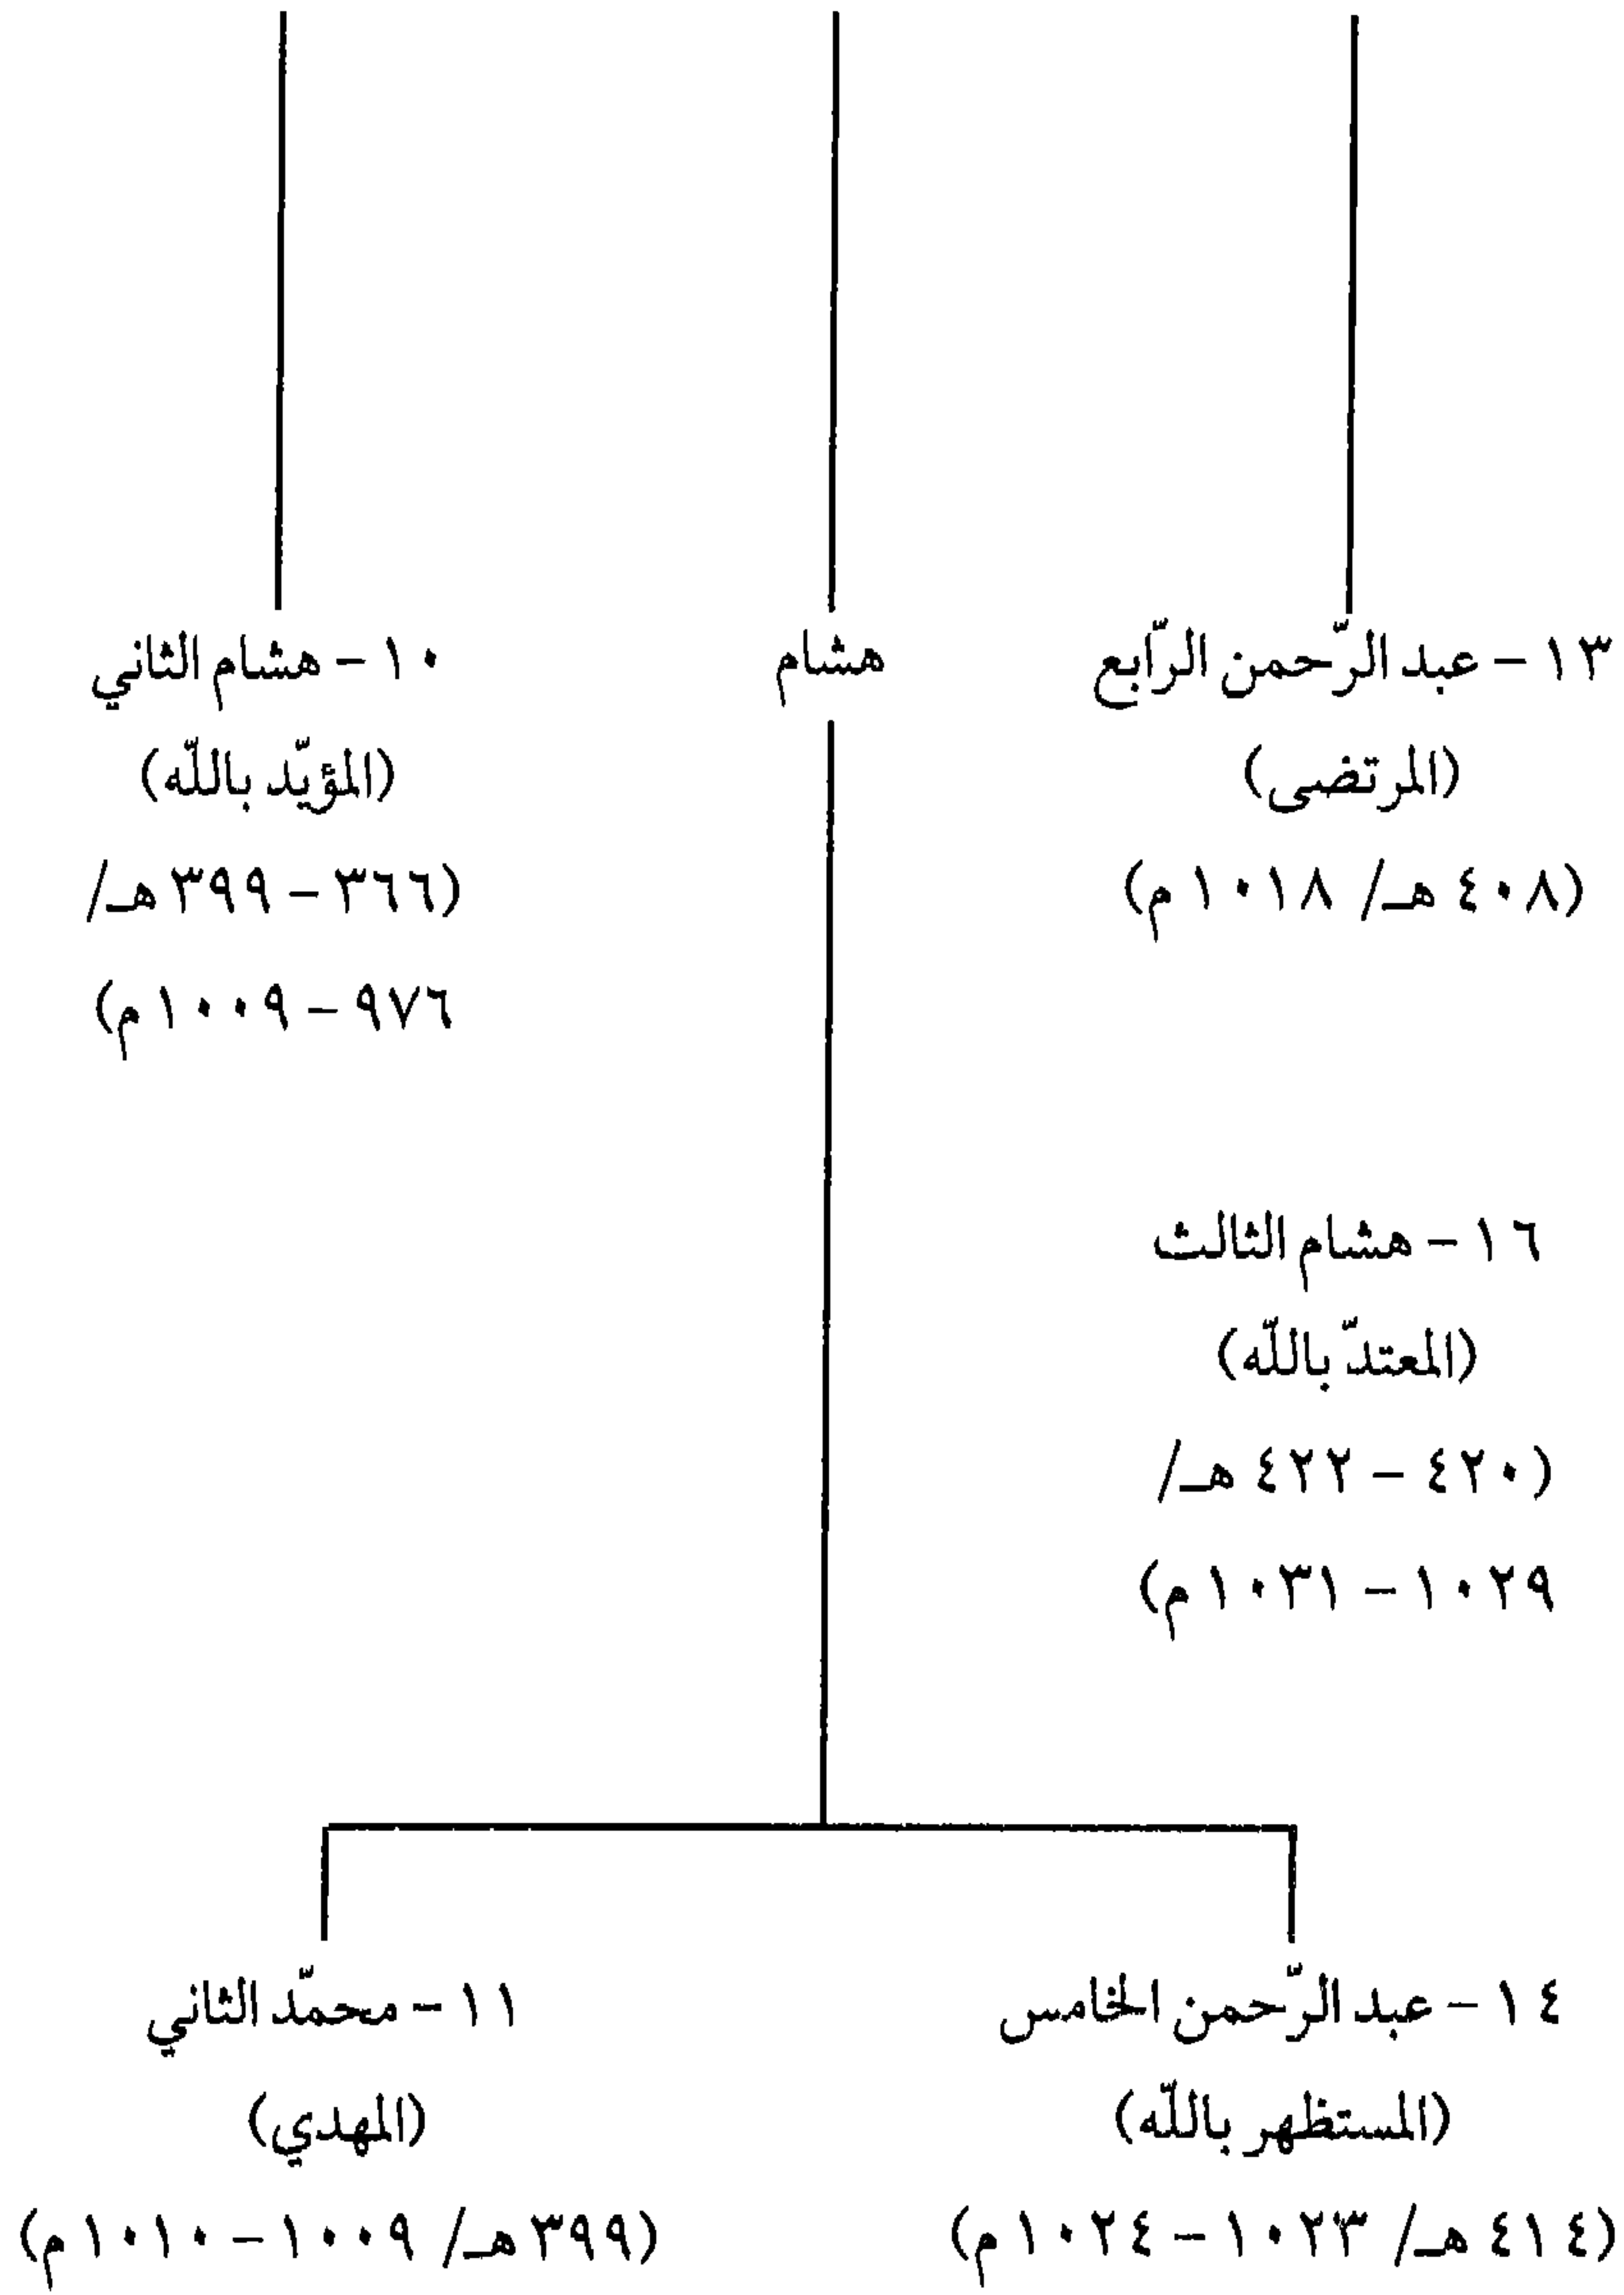 ١٣ - عبد الرّحمن الرّابع
(المرتضى)
(٤٠٨ هـ/ ١٠١٨ م)
١٦ - هشام الثالث
(المعتدّ باللّه)
(٤٢٠ - ٤٢٢ هـ/
١٠٢٩ - ١٠٣١ م)
هشام
١٠ - هشام الثاني
(المؤيّد باللّه)
(٣٦٦ - ٣٩٩ هـ/
٩٧٦ - ١٠٠٩ م)
١٤ - عبد الرّحمن الخامس
(المستظهر باللّه)
(٤١٤ هـ/ ١٠٢٣ - ١٠٢٤ م)
١١ - محمّد الثاني
(المهدي)
(٣٩٩ هـ/ ١٠٠٩ - ١٠١٠ م)